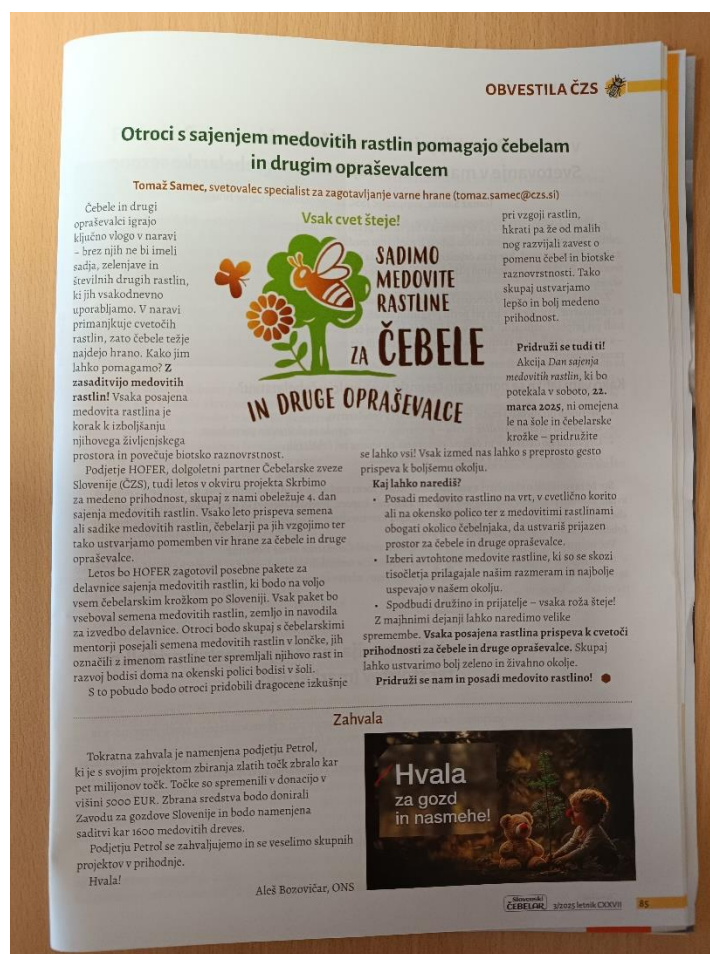 OBVESTILA ČZS
Otroci s sajenjem medovitih rastlin pomagajo čebelam
in drugim opraševalcem
Tomaž Samec, svetovalec specialist za zagotavljanje varne hrane (tomaz.samec@czs.si)
Čebele in drugi
opraševalci igrajo
ključno vlogo v naravi
– brez njih ne bi imeli
sadja, zelenjave in
številnih drugih rastlin,
ki jih vsakodnevno
uporabljamo. V naravi
primanjkuje cvetočih
rastlin, zato čebele težje
najdejo hrano. Kako jim
lahko pomagamo? Z
zasaditvijo medovitih
rastlin! Vsaka posajena
medovita rastlina je
korak k izboljšanju
njihovega življenjskega
prostora in povečuje biotsko raznovrstnost.
Podjetje HOFER, dolgoletni partner Čebelarske zveze
Slovenije (ČZS), tudi letos v okviru projekta Skrbimo
za medeno prihodnost, skupaj z nami obeležuje 4. dan
sajenja medovitih rastlin. Vsako leto prispeva semena
ali sadike medovitih rastlin, čebelarji pa jih vzgojimo ter
tako ustvarjamo pomemben vir hrane za čebele in druge
opraševalce.
Letos bo HOFER zagotovil posebne pakete za
delavnice sajenja medovitih rastlin, ki bodo na voljo
vsem čebelarskim krožkom po Sloveniji. Vsak paket bo
vseboval semena medovitih rastlin, zemljo in navodila
za izvedbo delavnice. Otroci bodo skupaj s čebelarskimi
mentorji posejali semena medovitih rastlin v lončke, jih
označili z imenom rastline ter spremljali njihovo rast in
razvoj bodisi doma na okenski polici bodisi v šoli.
S to pobudo bodo otroci pridobili dragocene izkušnje
Vsak cvet šteje!
SADIMO
MEDOVITE
RASTLINE
ZA ČEBELE
IN DRUGE OPRAŠEVALCE
pri vzgoji rastlin,
hkrati pa že od malih
nog razvijali zavest o
pomenu čebel in biotske
raznovrstnosti. Tako
skupaj ustvarjamo
lepšo in bolj medeno
prihodnost.
Pridruži se tudi ti!
Akcija Dan sajenja
medovitih rastlin, ki bo
potekala v soboto, 22.
marca 2025, ni omejena
le na šole in čebelarske
krožke – pridružite
se lahko vsi! Vsak izmed nas lahko s preprosto gesto
prispeva k boljšemu okolju.
Kaj lahko narediš?
• Posadi medovito rastlino na vrt, v cvetlično korito
ali na okensko polico ter z medovitimi rastlinami
obogati okolico čebelnjaka, da ustvariš prijazen
prostor za čebele in druge opraševalce.
• Izberi avtohtone medovite rastline, ki so se skozi
tisočletja prilagajale našim razmeram in najbolje
uspevajo v našem okolju.
• Spodbudi družino in prijatelje – vsaka roža šteje!
Z majhnimi dejanji lahko naredimo velike
spremembe. Vsaka posajena rastlina prispeva k cvetoči
prihodnosti za čebele in druge opraševalce. Skupaj
lahko ustvarimo bolj zeleno in živahno okolje.
Pridruži se nam in posadi medovito rastlino!
Zahvala
Tokratna zahvala je namenjena podjetju Petrol,
ki je s svojim projektom zbiranja zlatih točk zbralo kar
pet milijonov točk. Točke so spremenili v donacijo v
višini 5000 EUR. Zbrana sredstva bodo donirali
Zavodu za gozdove Slovenije in bodo namenjena
saditvi kar 1600 medovitih dreves.
Podjetju Petrol se zahvaljujemo in se veselimo skupnih
projektov v prihodnje.
Hvala!
Aleš Bozovičar, ONS
Hvala
za gozd
in nasmehe!
Slovenski
ČEBELAR 3/2025 letnik CXXVII 85